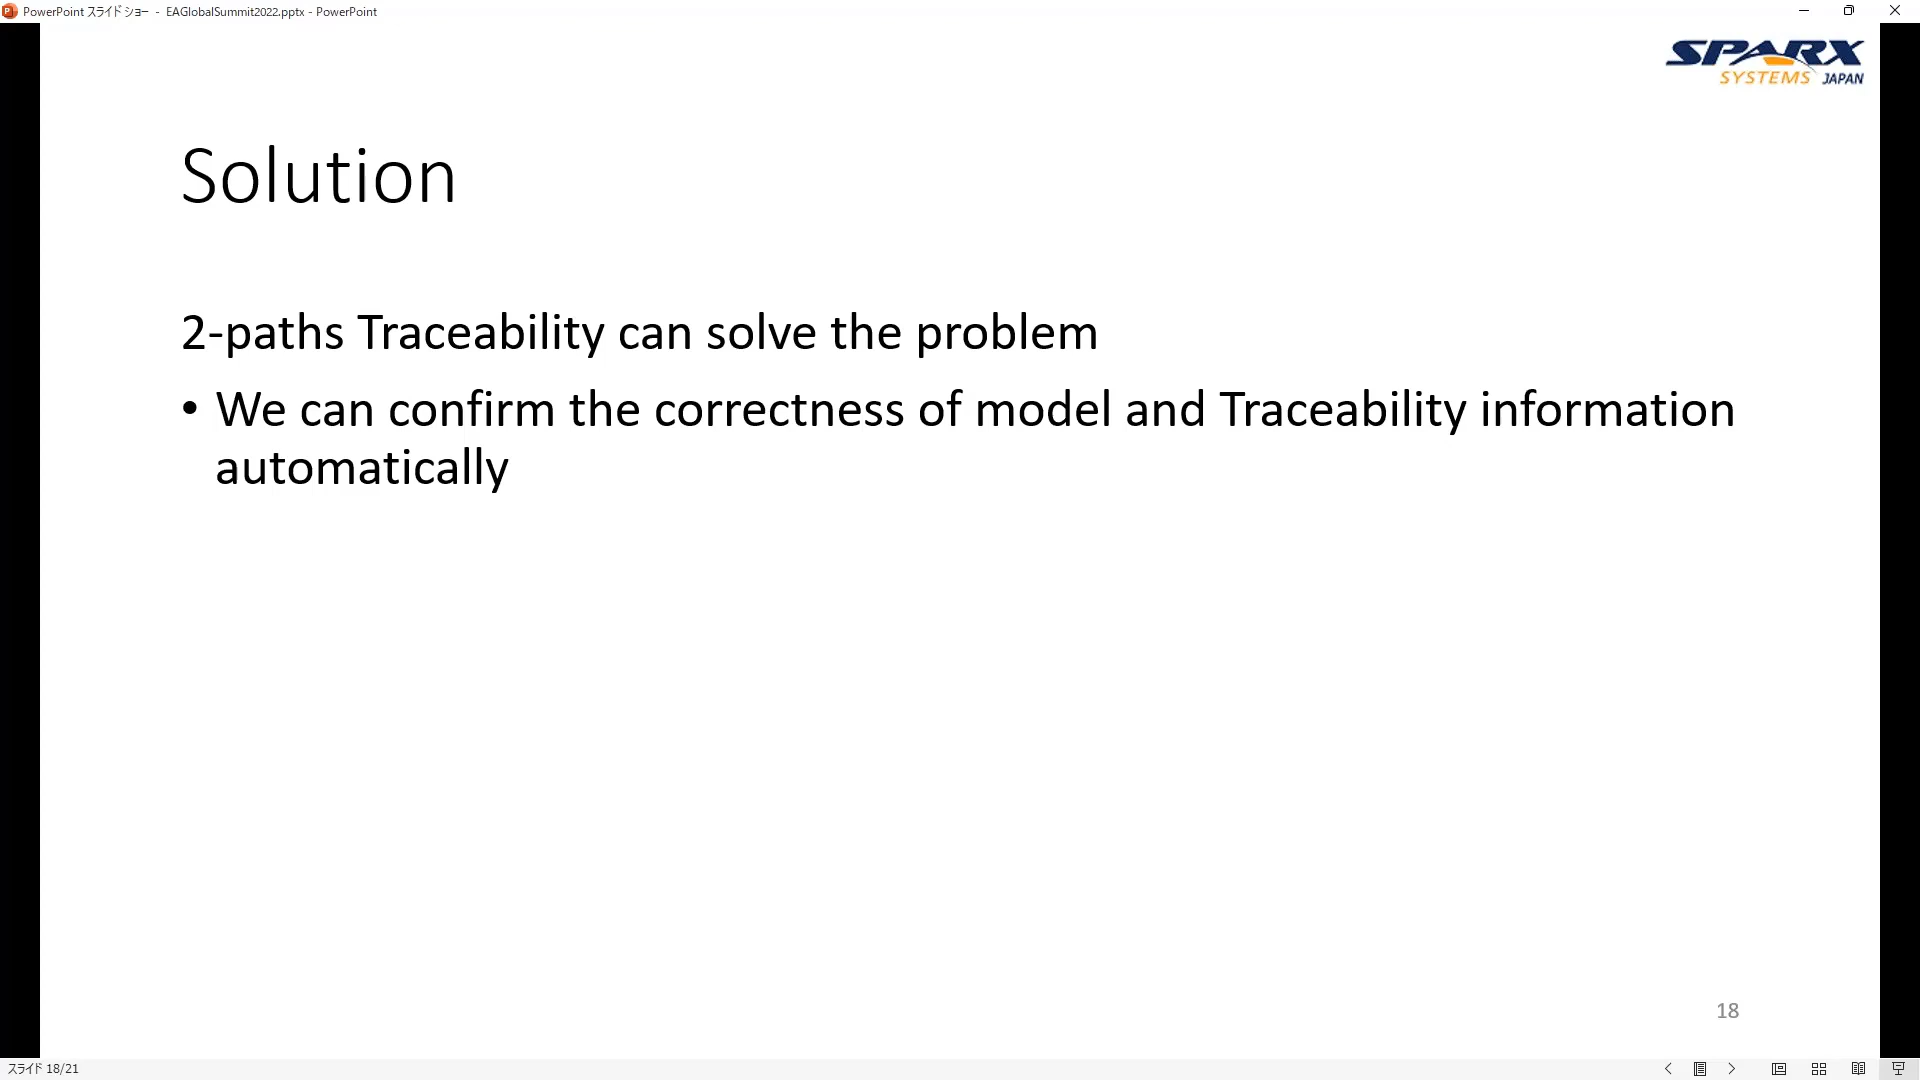 PowerPoint スライド ショー - EAGlobalSummit2022.pptx - PowerPoint
SPARX
SYSTEMS JAPAN
Solution
2-paths Traceability can solve the problem
• We can confirm the correctness of model and Traceability information
automatically
18
スライド 18/21